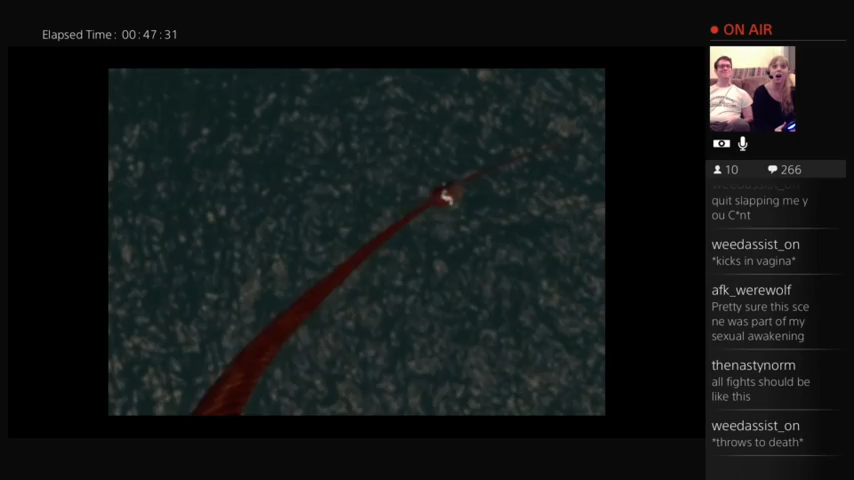 Elapsed Time: 00:47:31
ON AIR
10 266
weedassist_on
quit slapping me y
ou C*nt
weedassist_on
*kicks in vagina*
afk_werewolf
Pretty sure this sce
ne was part of my
sexual awakening
thenastynorm
all fights should be
like this
weedassist_on
*throws to death*